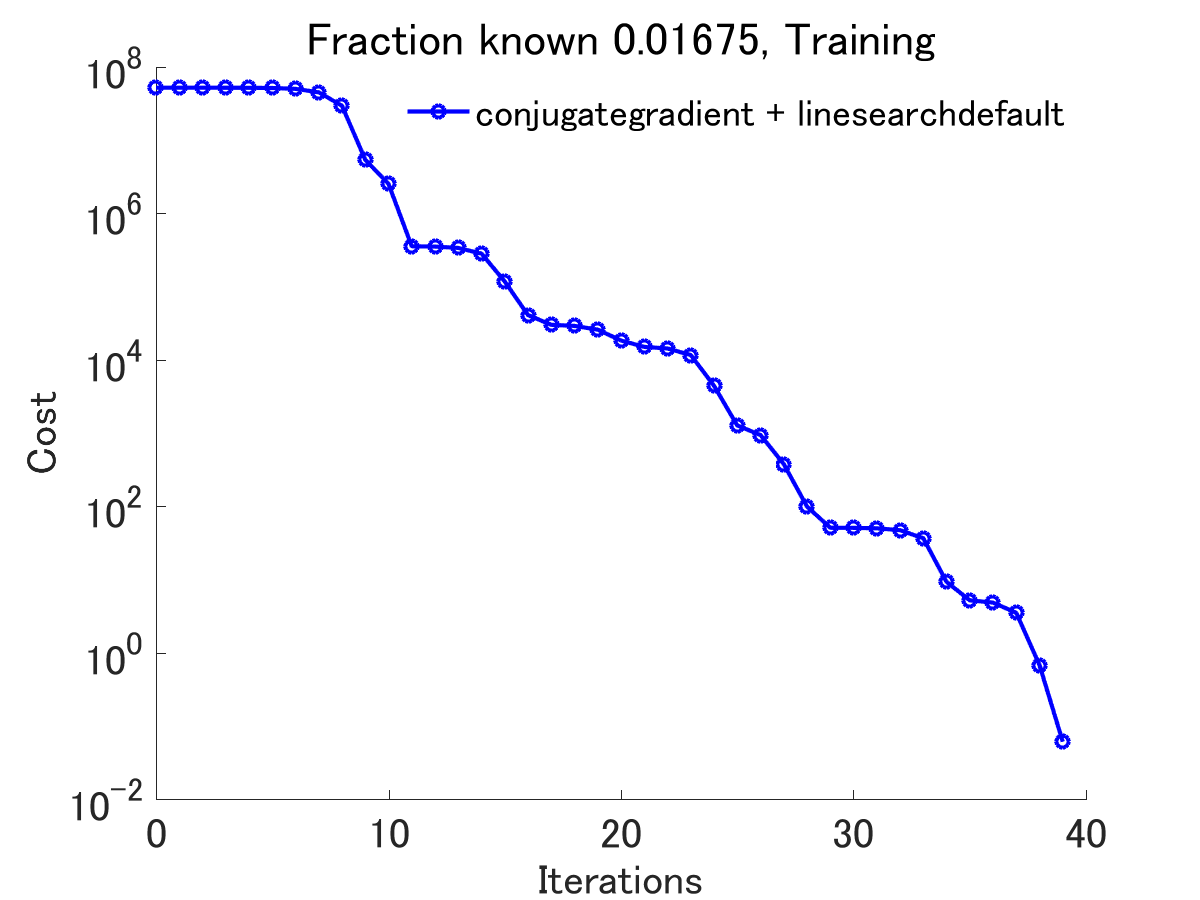 Fraction known 0.01675, Training
conjugategradient + linesearchdefault
10^8
10^6
10^4
10^2
10^0
10^-2
Cost
0 10 20 30 40
Iterations